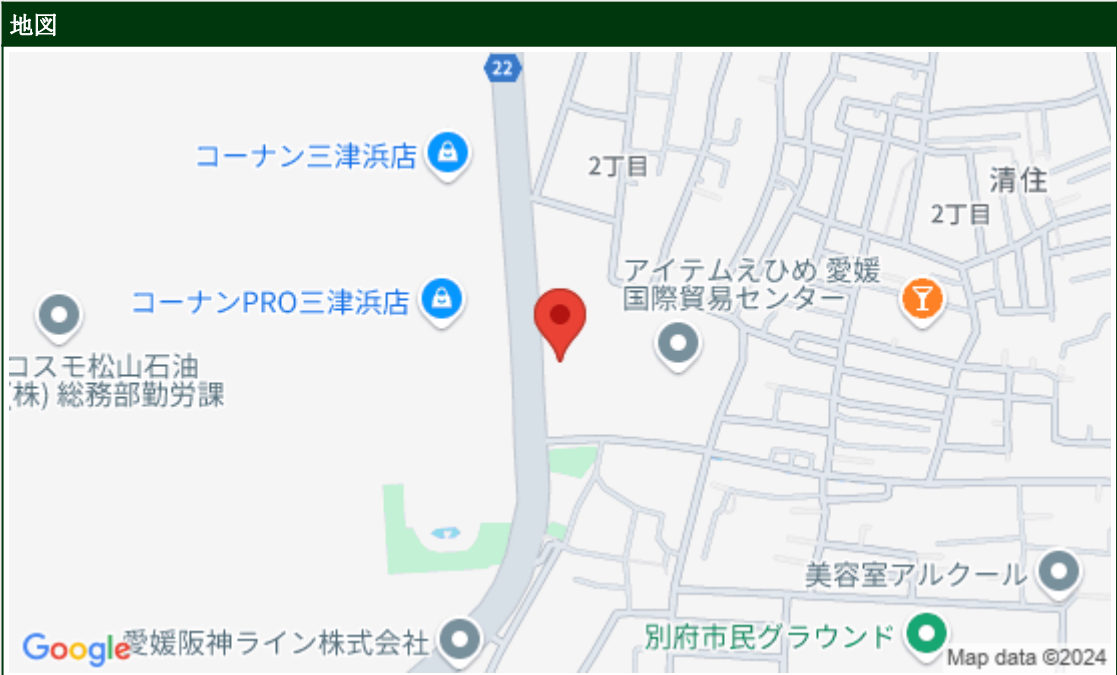 地図
22
コーナン三津浜店
2丁目
清住
2丁目
アイテムえひめ 愛媛
国際貿易センター
コーナンPRO三津浜店
コスモ松山石油
(株) 総務部勤労課
美容室アルクール
別府市民グラウンド
愛媛阪神ライン株式会社
Google
Map data ©2024